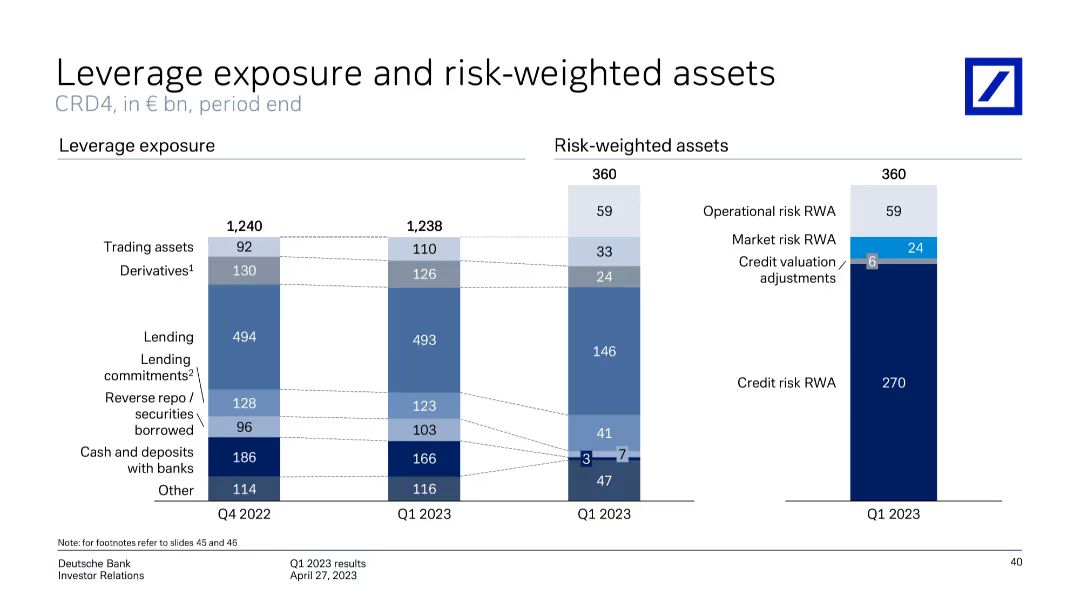 Leverage exposure and risk-weighted assets
CRD4, in € bn, period end
Leverage exposure
Risk-weighted assets
1,240
1,238
360
360
Trading assets
92
110
33
59
Operational risk RWA
59
Derivatives¹
130
126
24
Market risk RWA
24
Credit valuation
adjustments
6
Lending
494
493
146
Credit risk RWA
270
Lending
commitments²
128
123
41
Reverse repo /
securities
borrowed
96
103
7
Cash and deposits
with banks
186
166
3
Other
114
116
47
Q4 2022
Q1 2023
Q1 2023
Q1 2023
Note: for footnotes refer to slides 45 and 46
Deutsche Bank
Investor Relations
Q1 2023 results
April 27, 2023
40